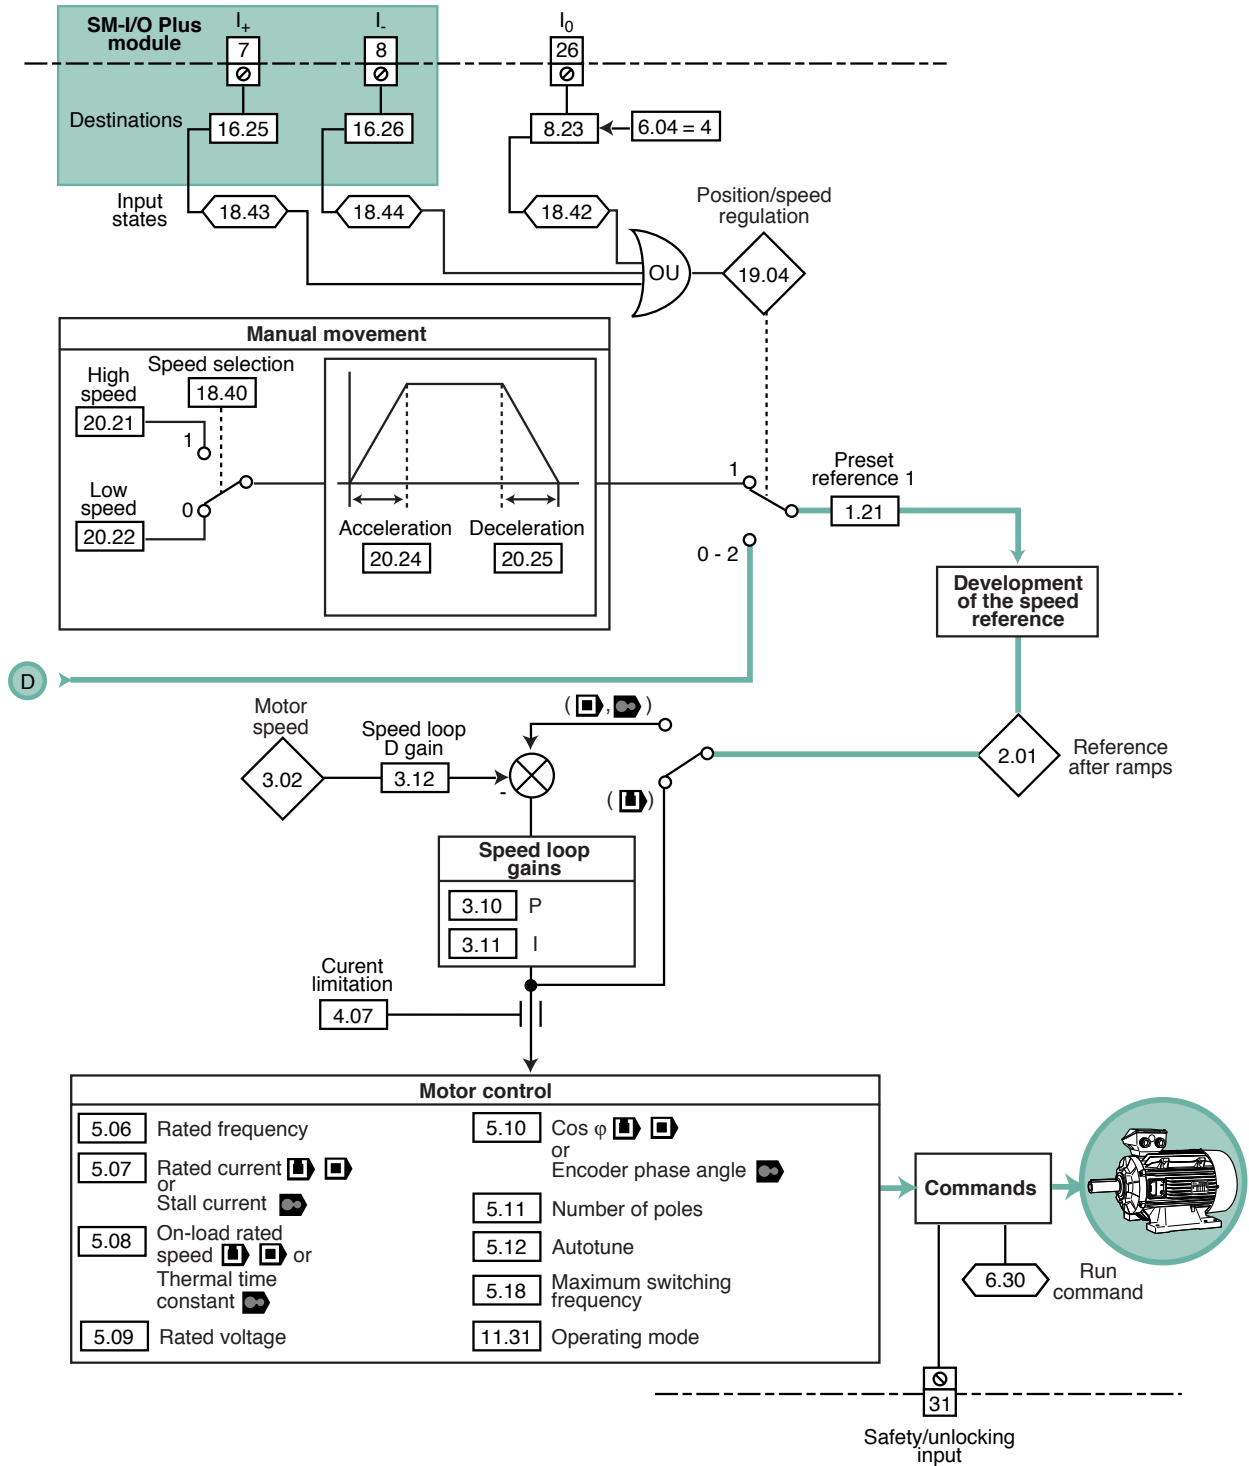 SM-I/O Plus
module
I+
I-
I0
7
8
26
Destinations
16.25
16.26
8.23
6.04 = 4
Input
states
18.43
18.44
18.42
Position/speed
regulation
OU
19.04
Manual movement
Speed selection
High
speed
18.40
20.21
1
Low
speed
0
20.22
Acceleration
Deceleration
20.24
20.25
1
0 - 2
Preset
reference 1
1.21
Development
of the speed
reference
D
Motor
speed
3.02
Speed loop
D gain
3.12
-
( , )
( )
2.01
Reference
after ramps
Speed loop
gains
3.10 P
3.11 I
Curent
limitation
4.07
Motor control
5.06 Rated frequency
5.07 Rated current
or
Stall current
5.08 On-load rated
speed or
Thermal time
constant
5.09 Rated voltage
5.10 Cos φ
or
Encoder phase angle
5.11 Number of poles
5.12 Autotune
5.18 Maximum switching
frequency
11.31 Operating mode
Commands
6.30
Run
command
31
Safety/unlocking
input